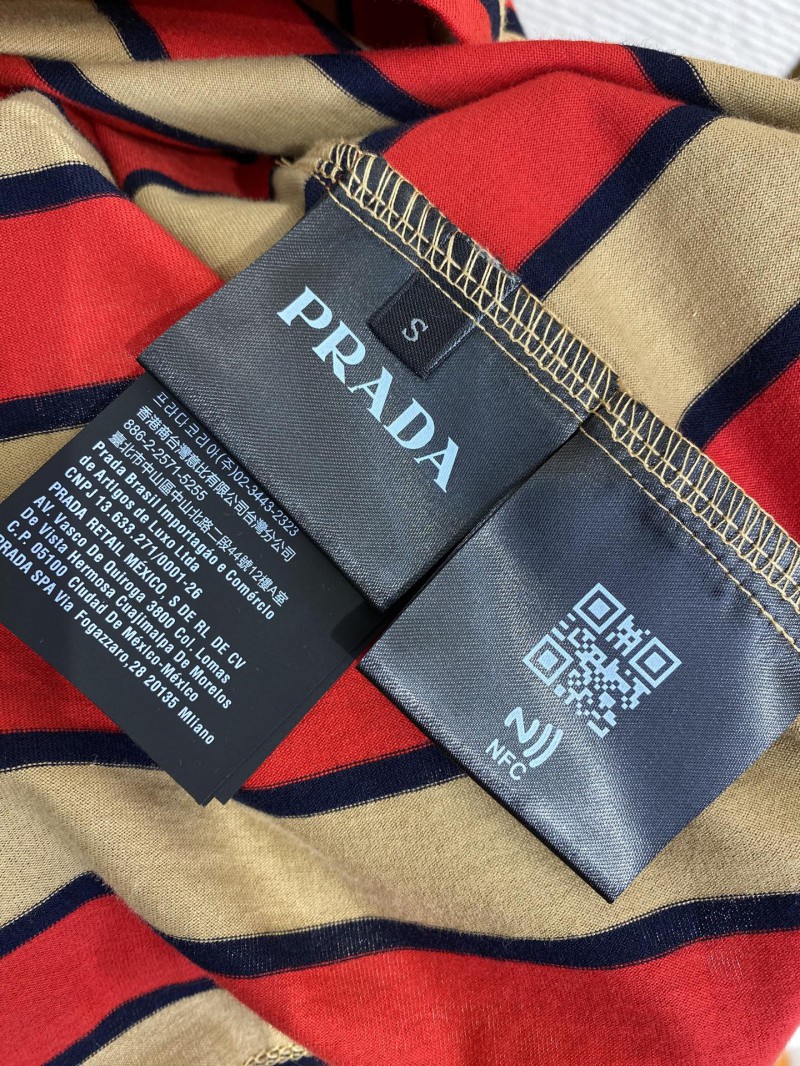 PRADA
S
프라다코리아(주)02-3443-2323
香港商台灣意比有限公司台灣分公司
886-2-2571-5255
臺北市中山區中山北路二段44號12樓A室
Prada Brasil Importação e Comércio
de Artigos de Luxo Ltda
CNPJ 13.633.271/0001-26
PRADA RETAIL MÉXICO, S DE RL DE CV
AV. Vasco De Quiroga 3800 Col. Lomas
De Vista Hermosa Cuajimalpa De Morelos
C.P. 05100 Ciudad De México-México
PRADA SPA Via Fogazzaro,28 20135 Milano
NFC